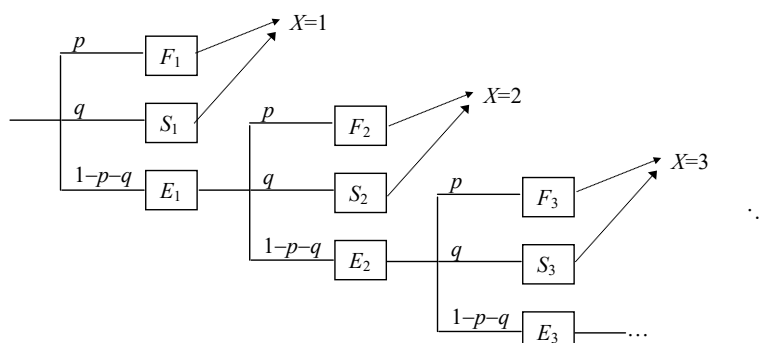 X=1
p
F₁
q
S₁
X=2
p
F₂
1–p–q
E₁
q
S₂
X=3
p
F₃
1–p–q
E₂
q
S₃
⋱
1–p–q
E₃
…